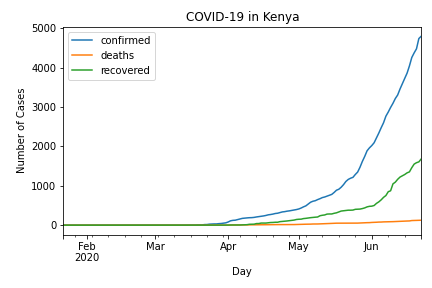 COVID-19 in Kenya
confirmed
deaths
recovered
Number of Cases
5000
4000
3000
2000
1000
0
Feb
2020
Mar
Apr
May
Jun
Day